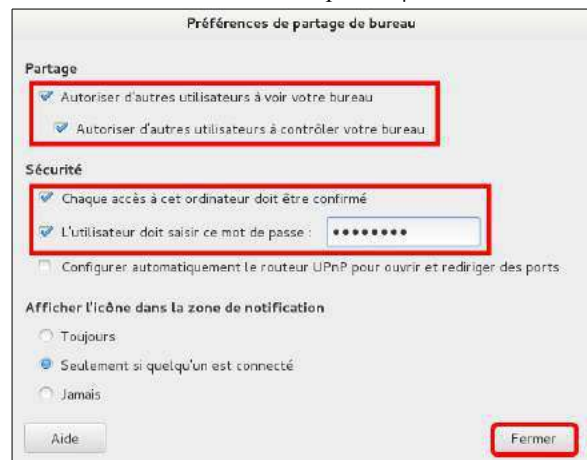 Préférences de partage de bureau
Partage
Autoriser d'autres utilisateurs à voir votre bureau
Autoriser d'autres utilisateurs à contrôler votre bureau
Sécurité
Chaque accès à cet ordinateur doit être confirmé
L'utilisateur doit saisir ce mot de passe : ●●●●●●●●
Configurer automatiquement le routeur UPnP pour ouvrir et rediriger des ports
Afficher l'icône dans la zone de notification
Toujours
Seulement si quelqu'un est connecté
Jamais
Aide Fermer